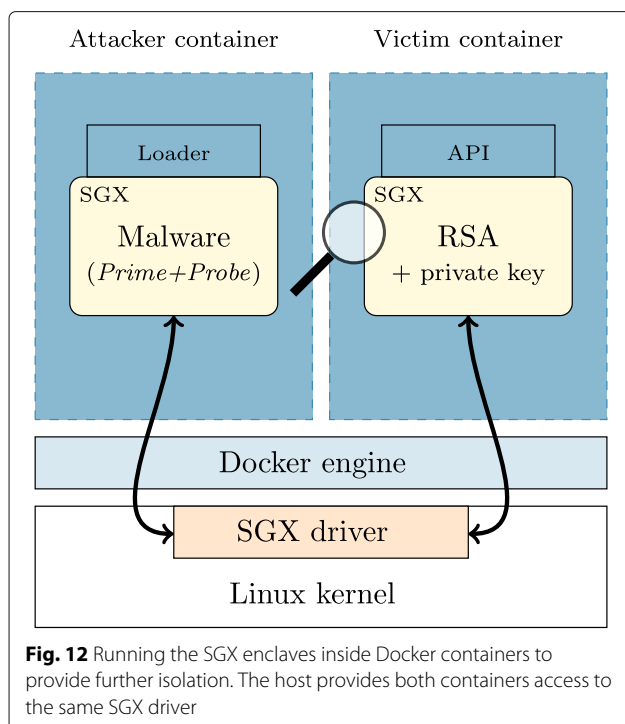 Attacker container
Victim container
Loader
API
SGX
Malware
(Prime+Probe)
SGX
RSA
+ private key
Docker engine
SGX driver
Linux kernel
Fig. 12 Running the SGX enclaves inside Docker containers to
provide further isolation. The host provides both containers access to
the same SGX driver